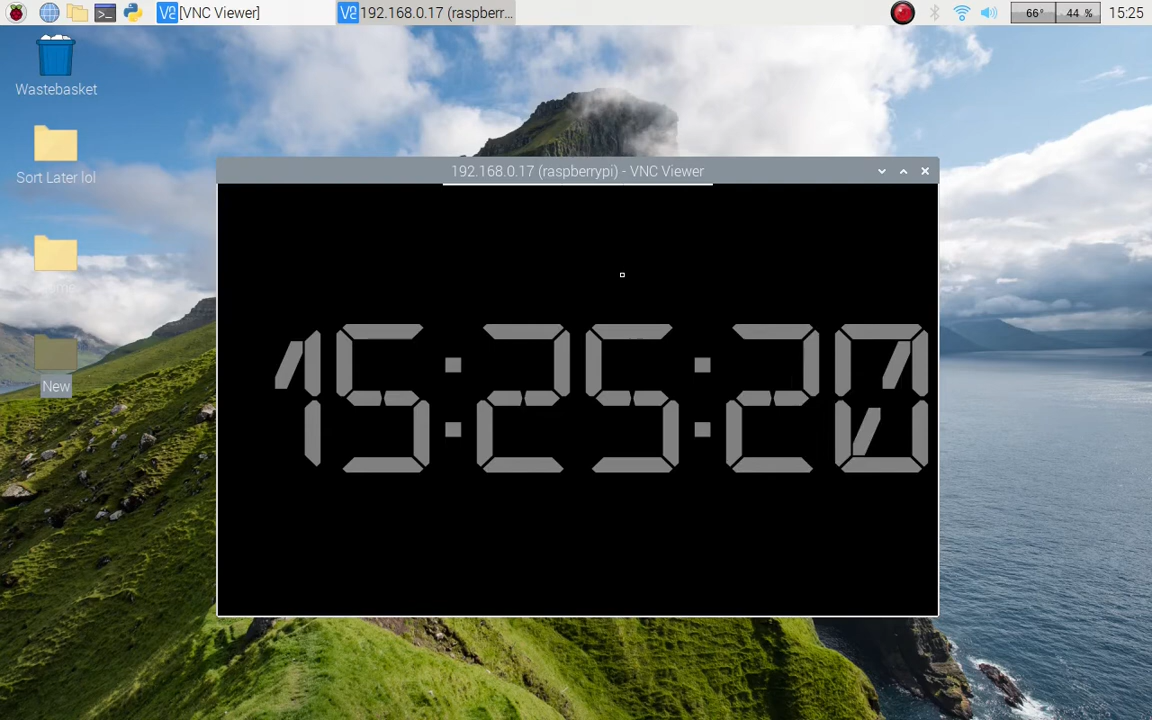 [VNC Viewer]
192.168.0.17 (raspberr...
66°
44 %
15:25
Wastebasket
Sort Later lol
New
192.168.0.17 (raspberrypi) - VNC Viewer
15:25:20